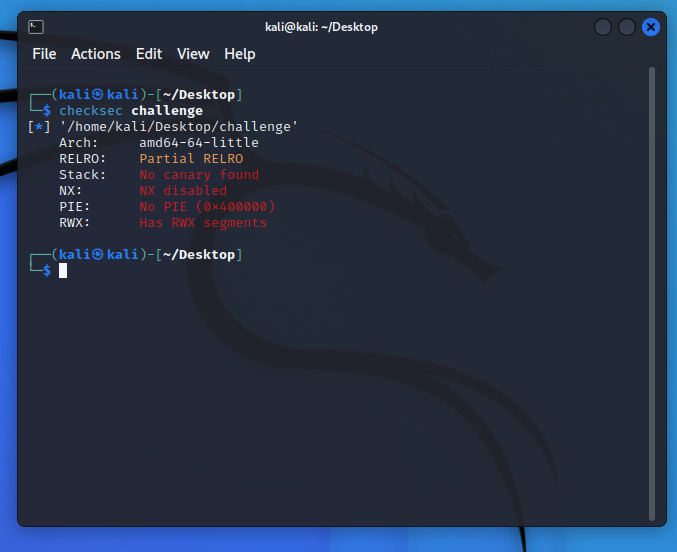 kali@kali: ~/Desktop
File Actions Edit View Help
┌──(kali㉿kali)-[~/Desktop]
└─$ checksec challenge
[*] '/home/kali/Desktop/challenge'
    Arch:     amd64-64-little
    RELRO:    Partial RELRO
    Stack:    No canary found
    NX:       NX disabled
    PIE:      No PIE (0x400000)
    RWX:      Has RWX segments
┌──(kali㉿kali)-[~/Desktop]
└─$